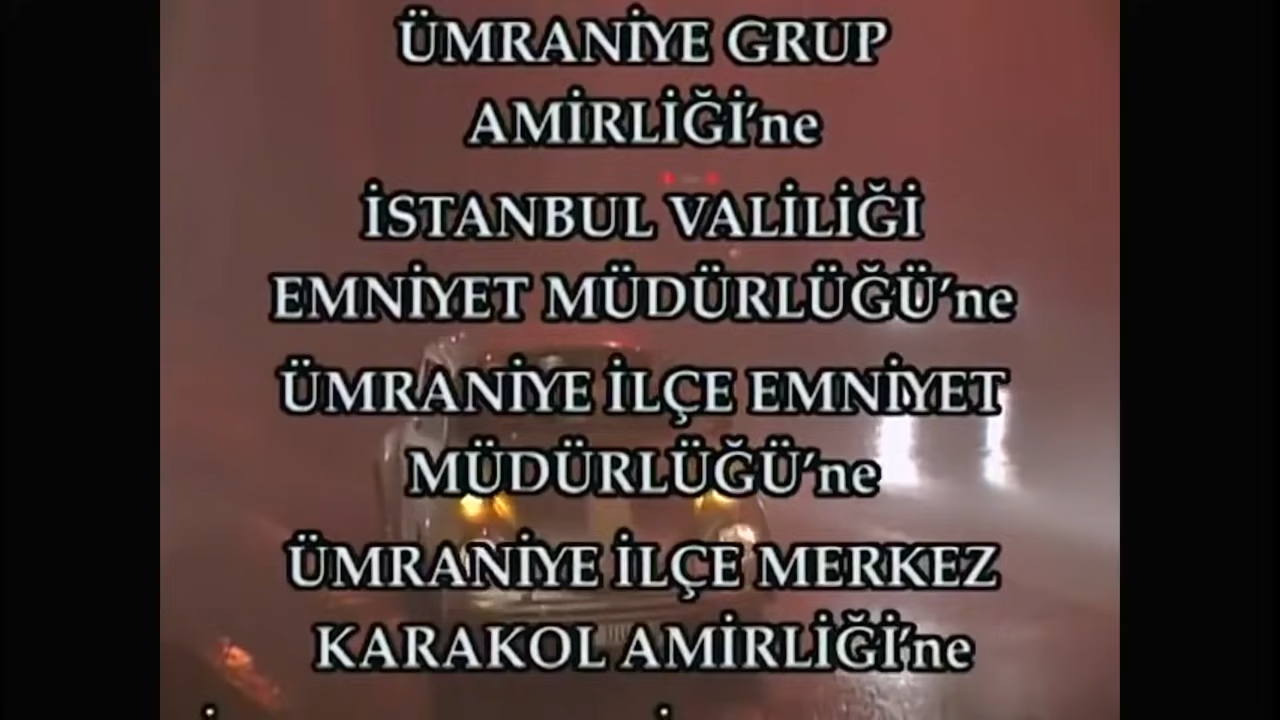 ÜMRANİYE GRUP
AMİRLİĞİ'ne
İSTANBUL VALİLİĞİ
EMNİYET MÜDÜRLÜĞÜ'ne
ÜMRANİYE İLÇE EMNİYET
MÜDÜRLÜĞÜ'ne
ÜMRANİYE İLÇE MERKEZ
KARAKOL AMİRLİĞİ'ne